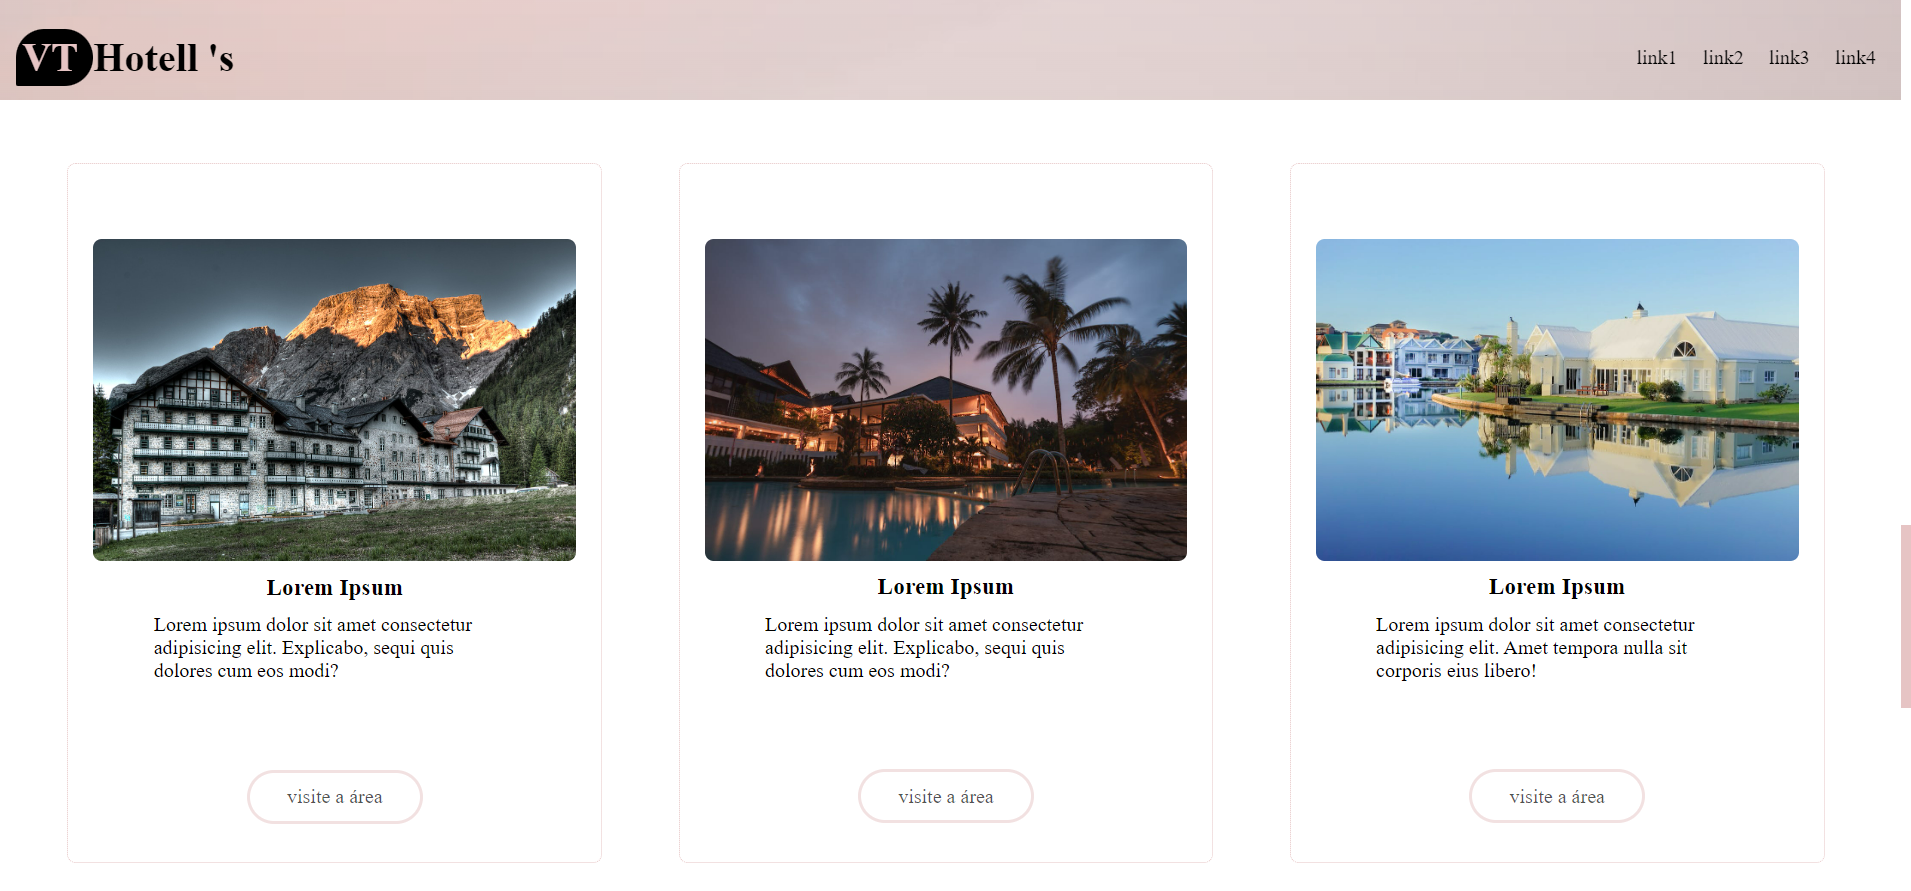 VT Hotell 's
link1 link2 link3 link4
Lorem Ipsum
Lorem ipsum dolor sit amet consectetur
adipisicing elit. Explicabo, sequi quis
dolores cum eos modi?
visite a área
Lorem Ipsum
Lorem ipsum dolor sit amet consectetur
adipisicing elit. Explicabo, sequi quis
dolores cum eos modi?
visite a área
Lorem Ipsum
Lorem ipsum dolor sit amet consectetur
adipisicing elit. Amet tempora nulla sit
corporis eius libero!
visite a área